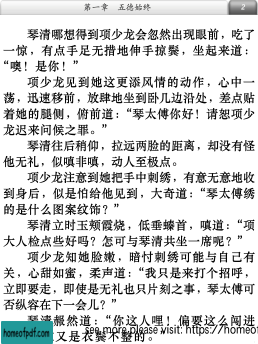 第一章　五德始终
2
琴清哪想得到项少龙会忽然出现眼前，吃了
一惊，有点手足无措地伸手掠鬓，坐起来道：
“噢！是你！”
项少龙见到她这更添风情的动作，心中一
荡，迅速移前，放肆地坐到卧几边沿处，差点贴
着她的腿侧，俯前道：“琴太傅你好！请恕项少
龙迟来问候之罪。”
琴清往后稍仰，拉远两脸的距离，却没有怪
他无礼，似嗔非嗔，动人至极点。
项少龙注意到她把手中刺绣，有意无意地收
到身后，似是怕给他见到，大奇道：“琴太傅绣
的是什么图案纹饰？”
琴清立时玉颊霞烧，低垂螓首，嗔道：“项
大人检点些好吗？怎可与琴清共坐一席呢？”
项少龙知她脸嫩，暗忖刺绣可能与自己有
关，心甜如蜜，柔声道：“我只是来打个招呼，
立即要走，即使是无礼也只片刻之事，琴太傅可
否纵容在下一会儿？”
琴清赧然道：“你这人哩！偏要这么闯进
又是衣鬓不整的。
homeofpdf.com
see more please visit: https://homeof